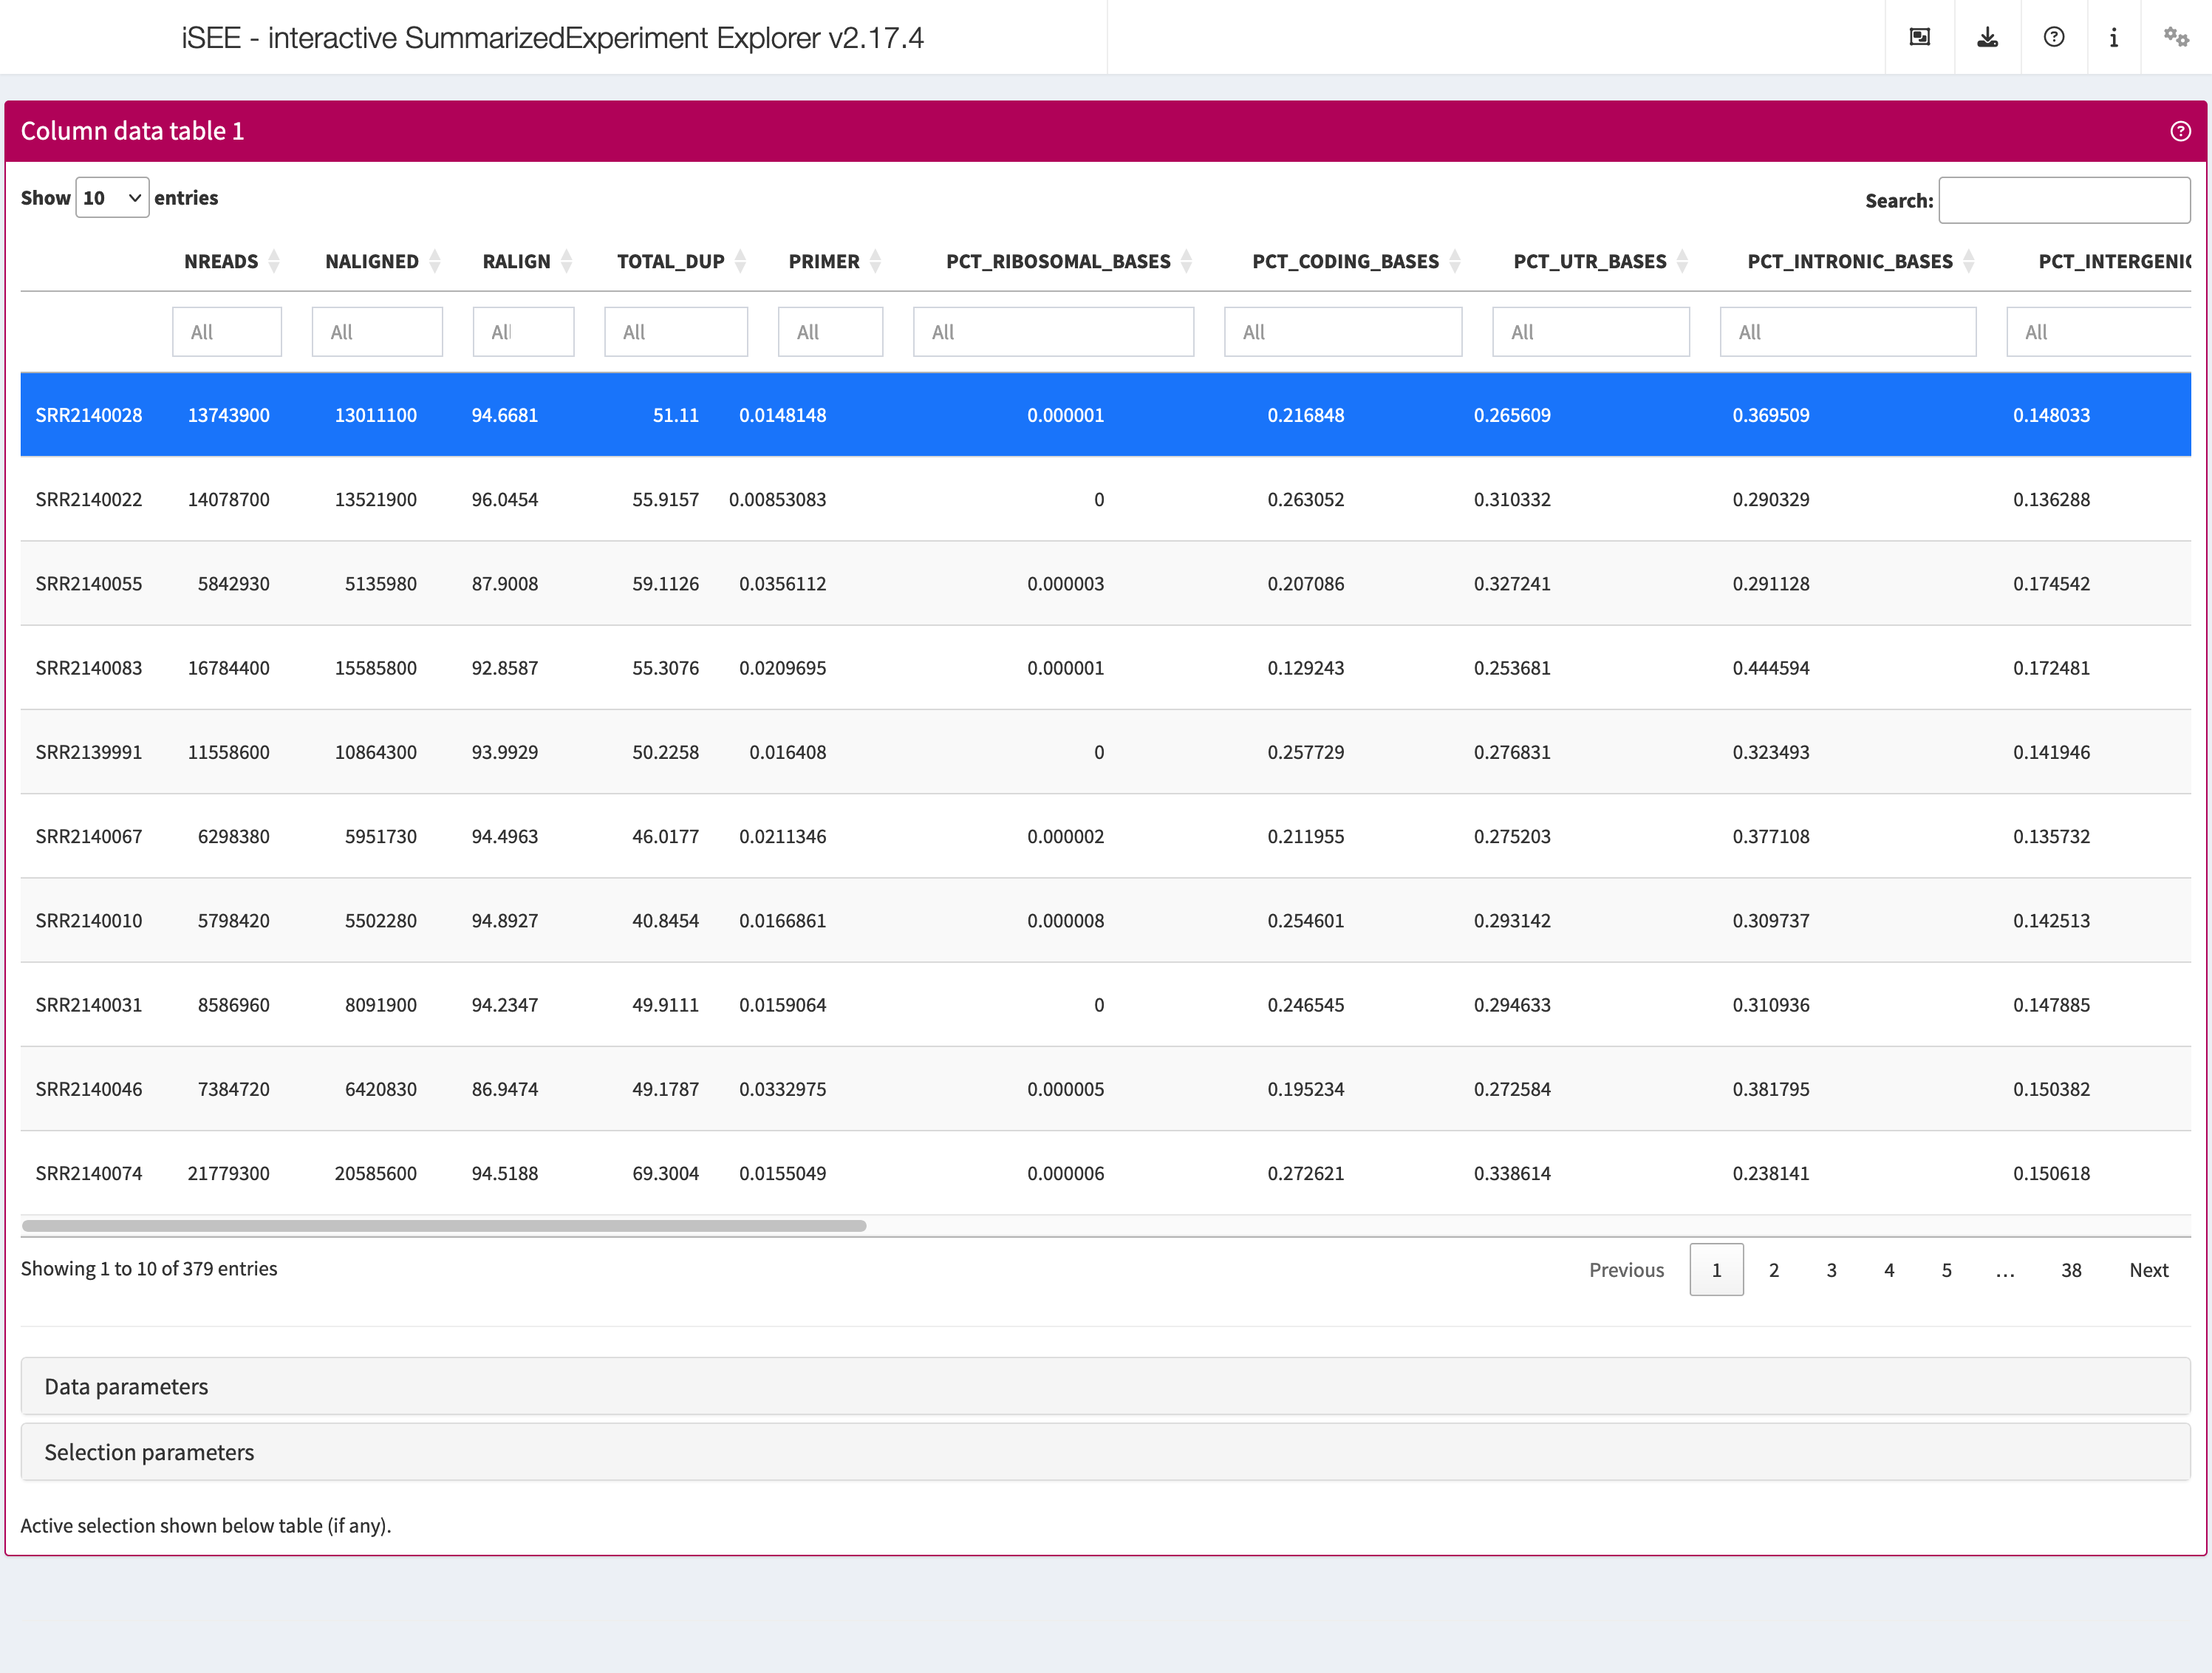 iSEE - interactive SummarizedExperiment Explorer v2.17.4
Column data table 1
Show 10 entries
Search:
NREADS NALIGNED RALIGN TOTAL_DUP PRIMER PCT_RIBOSOMAL_BASES PCT_CODING_BASES PCT_UTR_BASES PCT_INTRONIC_BASES PCT_INTERGENIC
All All All All All All All All All All
SRR2140028 13743900 13011100 94.6681 51.11 0.0148148 0.000001 0.216848 0.265609 0.369509 0.148033
SRR2140022 14078700 13521900 96.0454 55.9157 0.00853083 0 0.263052 0.310332 0.290329 0.136288
SRR2140055 5842930 5135980 87.9008 59.1126 0.0356112 0.000003 0.207086 0.327241 0.291128 0.174542
SRR2140083 16784400 15585800 92.8587 55.3076 0.0209695 0.000001 0.129243 0.253681 0.444594 0.172481
SRR2139991 11558600 10864300 93.9929 50.2258 0.016408 0 0.257729 0.276831 0.323493 0.141946
SRR2140067 6298380 5951730 94.4963 46.0177 0.0211346 0.000002 0.211955 0.275203 0.377108 0.135732
SRR2140010 5798420 5502280 94.8927 40.8454 0.0166861 0.000008 0.254601 0.293142 0.309737 0.142513
SRR2140031 8586960 8091900 94.2347 49.9111 0.0159064 0 0.246545 0.294633 0.310936 0.147885
SRR2140046 7384720 6420830 86.9474 49.1787 0.0332975 0.000005 0.195234 0.272584 0.381795 0.150382
SRR2140074 21779300 20585600 94.5188 69.3004 0.0155049 0.000006 0.272621 0.338614 0.238141 0.150618
Showing 1 to 10 of 379 entries
Previous 1 2 3 4 5 … 38 Next
Data parameters
Selection parameters
Active selection shown below table (if any).